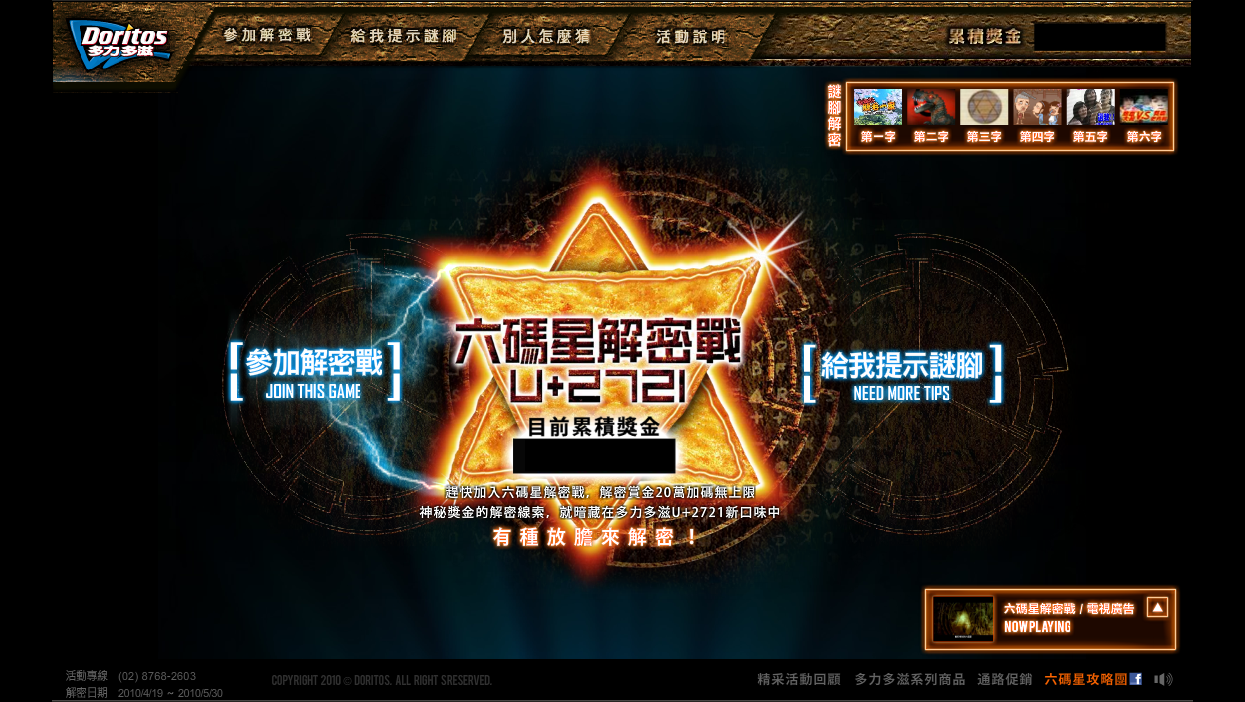 Doritos
多力多滋
參加解密戰
給我提示謎腳
別人怎麼猜
活動說明
累積獎金
謎腳解密
第一字
第二字
第三字
第四字
第五字
第六字
參加解密戰
JOIN THIS GAME
六碼星解密戰
U+2721
目前累積獎金
給我提示謎腳
NEED MORE TIPS
趕快加入六碼星解密戰，解密賞金20萬加碼無上限
神秘獎金的解密線索，就暗藏在多力多滋U+2721新口味中
有種放膽來解密！
六碼星解密戰 / 電視廣告
NOW PLAYING
活動專線 (02) 8768-2603
解密日期 2010/4/19 ~ 2010/5/30
COPYRIGHT 2010 © DORITOS. ALL RIGHT SRESERVED.
精采活動回顧
多力多滋系列商品
通路促銷
六碼星攻略團